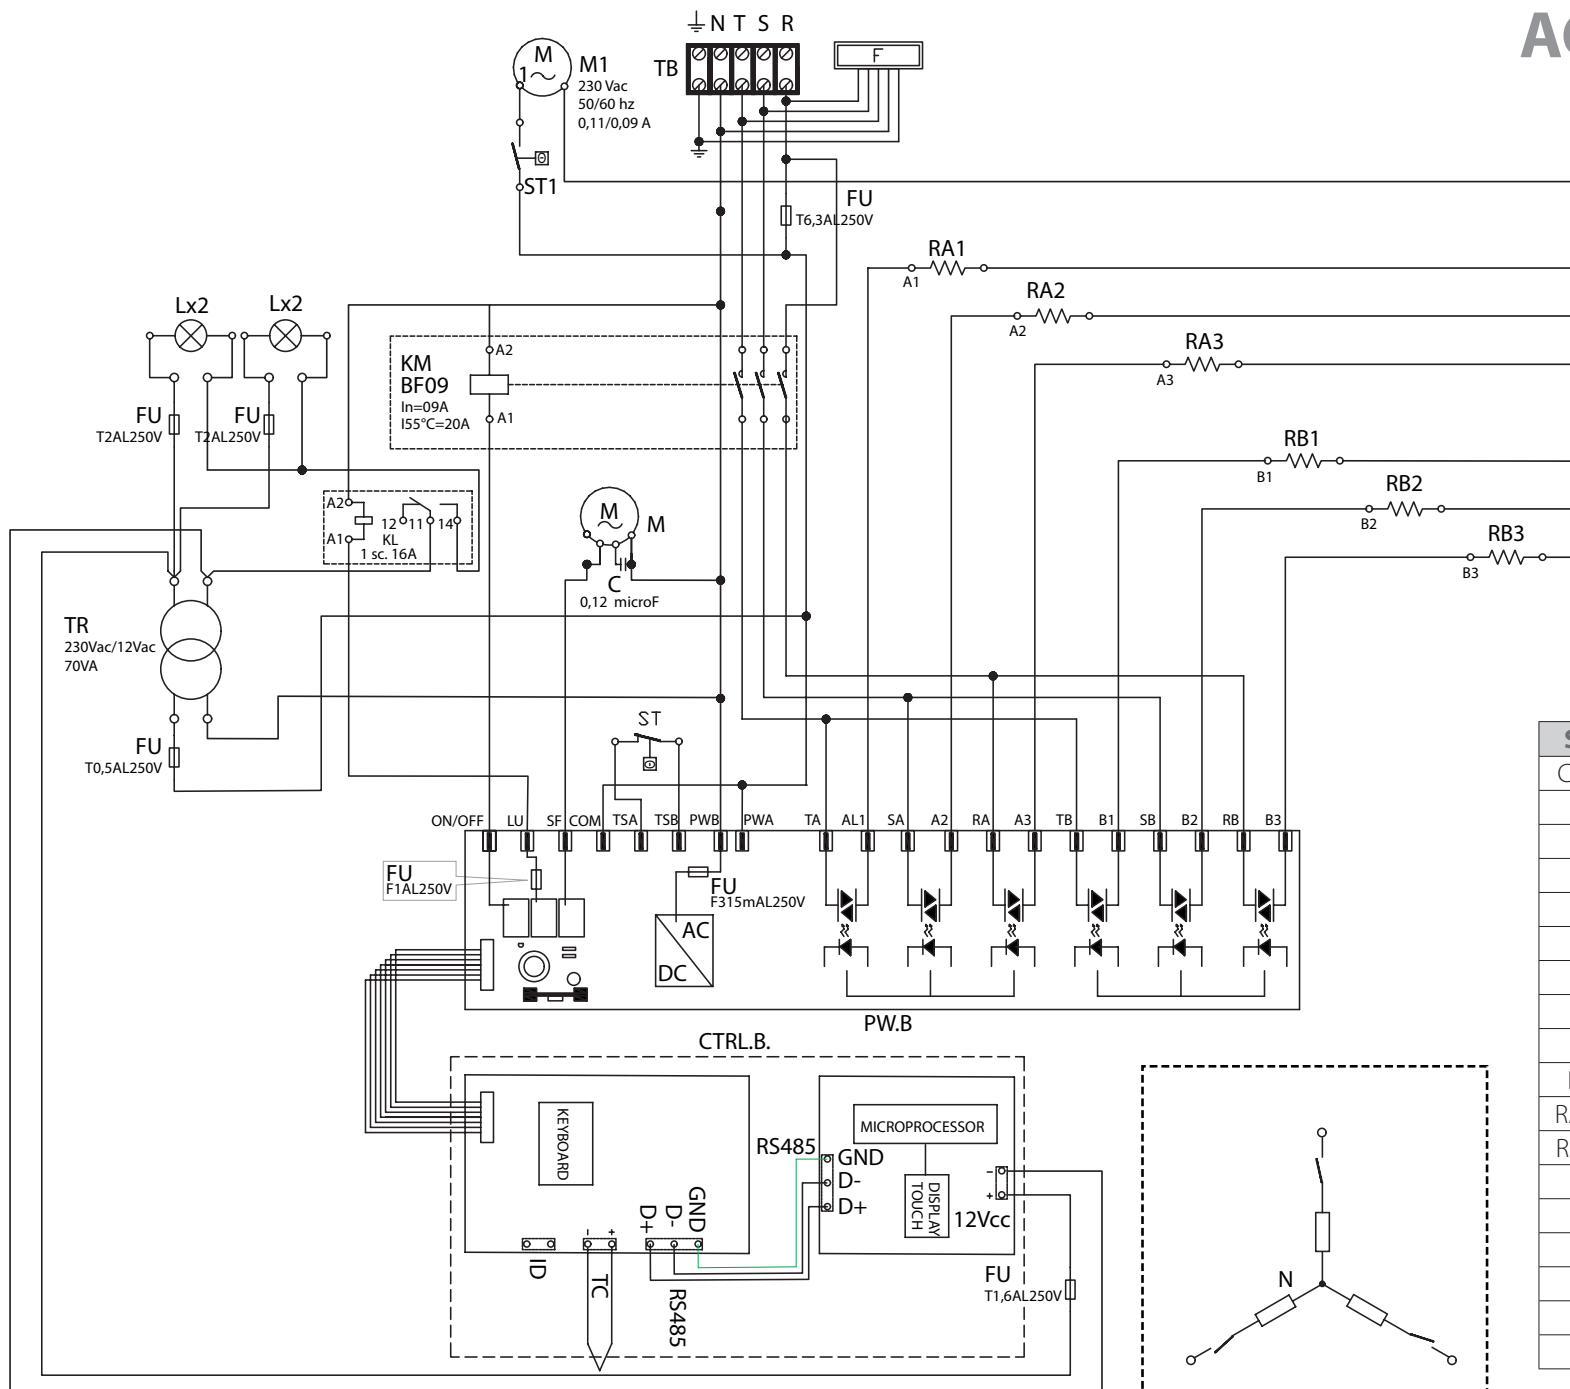 AC
N T S R
TB
F
M
1
M1
230 Vac
50/60 hz
0,11/0,09 A
ST1
FU
T6,3AL250V
RA1
A1
RA2
A2
RA3
A3
RB1
B1
RB2
B2
RB3
B3
Lx2
Lx2
FU
T2AL250V
FU
T2AL250V
KM
BF09
In=09A
I55°C=20A
A2
A1
A2
A1
12
11
14
KL
1 sc. 16A
M
M
C
0,12 microF
TR
230Vac/12Vac
70VA
FU
T0,5AL250V
ST
ON/OFF LU SF COM TSA TSB PWB PWA TA AL1 SA A2 RA A3 TB B1 SB B2 RB B3
FU
F1AL250V
FU
F315mAL250V
AC
DC
PW.B
CTRL.B.
KEYBOARD
MICROPROCESSOR
DISPLAY
TOUCH
RS485
GND
D-
D+
-
+
12Vcc
D+
D-
GND
-
+
ID
TC
RS485
FU
T1,6AL250V
N
S
C
R